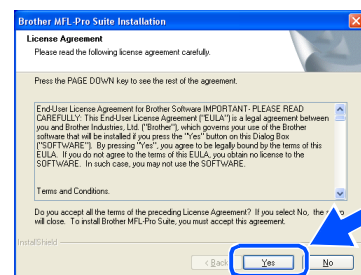 Brother MFL-Pro Suite Installation
License Agreement
Please read the following license agreement carefully.
Press the PAGE DOWN key to see the rest of the agreement.
End-User License Agreement for Brother Software IMPORTANT- PLEASE READ
CAREFULLY: This End-User License Agreement ("EULA") is a legal agreement between
you and Brother Industries, Ltd. ("Brother"), which governs your use of the Brother
software that will be installed if you press the "Yes" button on this Dialog Box
("SOFTWARE"). By pressing "Yes", you agree to be legally bound by the terms of this
EULA. If you do not agree to the terms of this EULA, you obtain no license to the
SOFTWARE. In such case, you may not use the SOFTWARE.
Terms and Conditions.
Do you accept all the terms of the preceding License Agreement? If you select No, the
will close. To install Brother MFL-Pro Suite, you must accept this agreement.
InstallShield
< Back
Yes
No